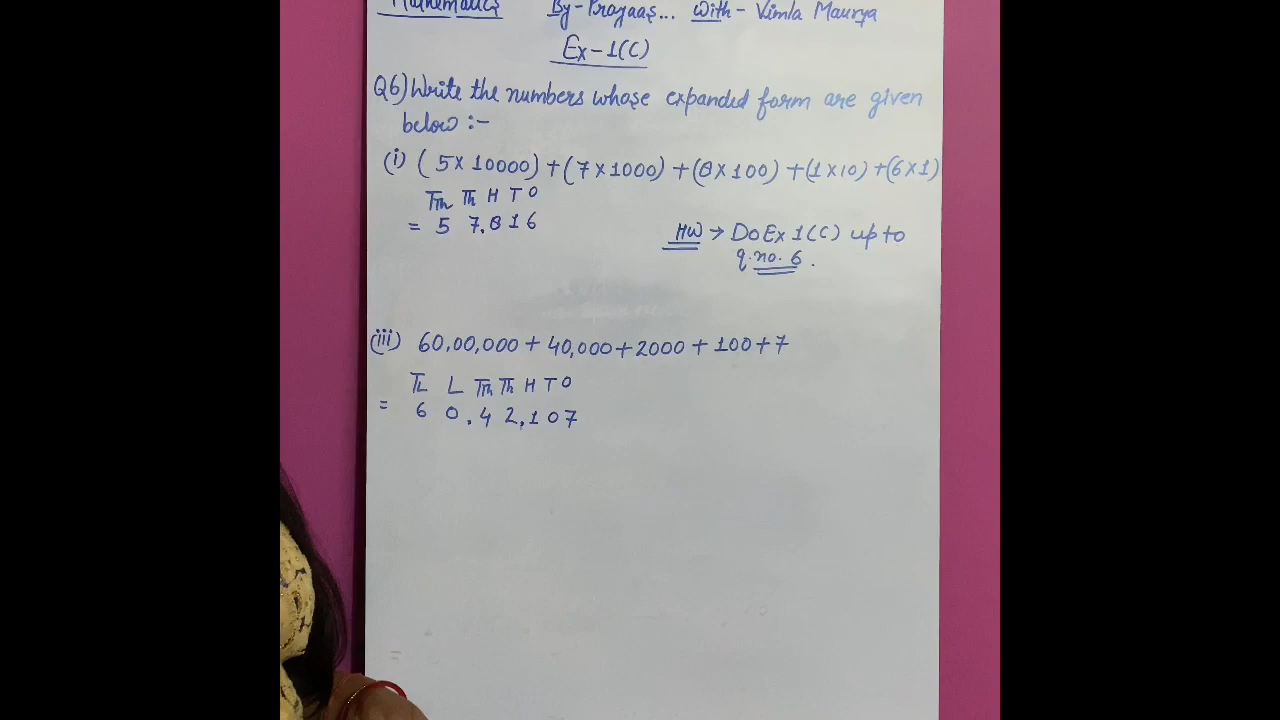 Mathematics By-Prayaas... With- Vimla Maurya
Ex-1(C)
Q6) Write the numbers whose expanded form are given
below :-
(i) (5 x 10000) + (7 x 1000) + (8 x 100) + (1 x 10) + (6 x 1)
TTh Th H T O
= 5 7,816
HW → Do Ex 1(C) up to
q.no. 6.
(iii) 60,00,000 + 40,000 + 2000 + 100 + 7
TL L TTh Th H T O
= 6 0,4 2,1 0 7